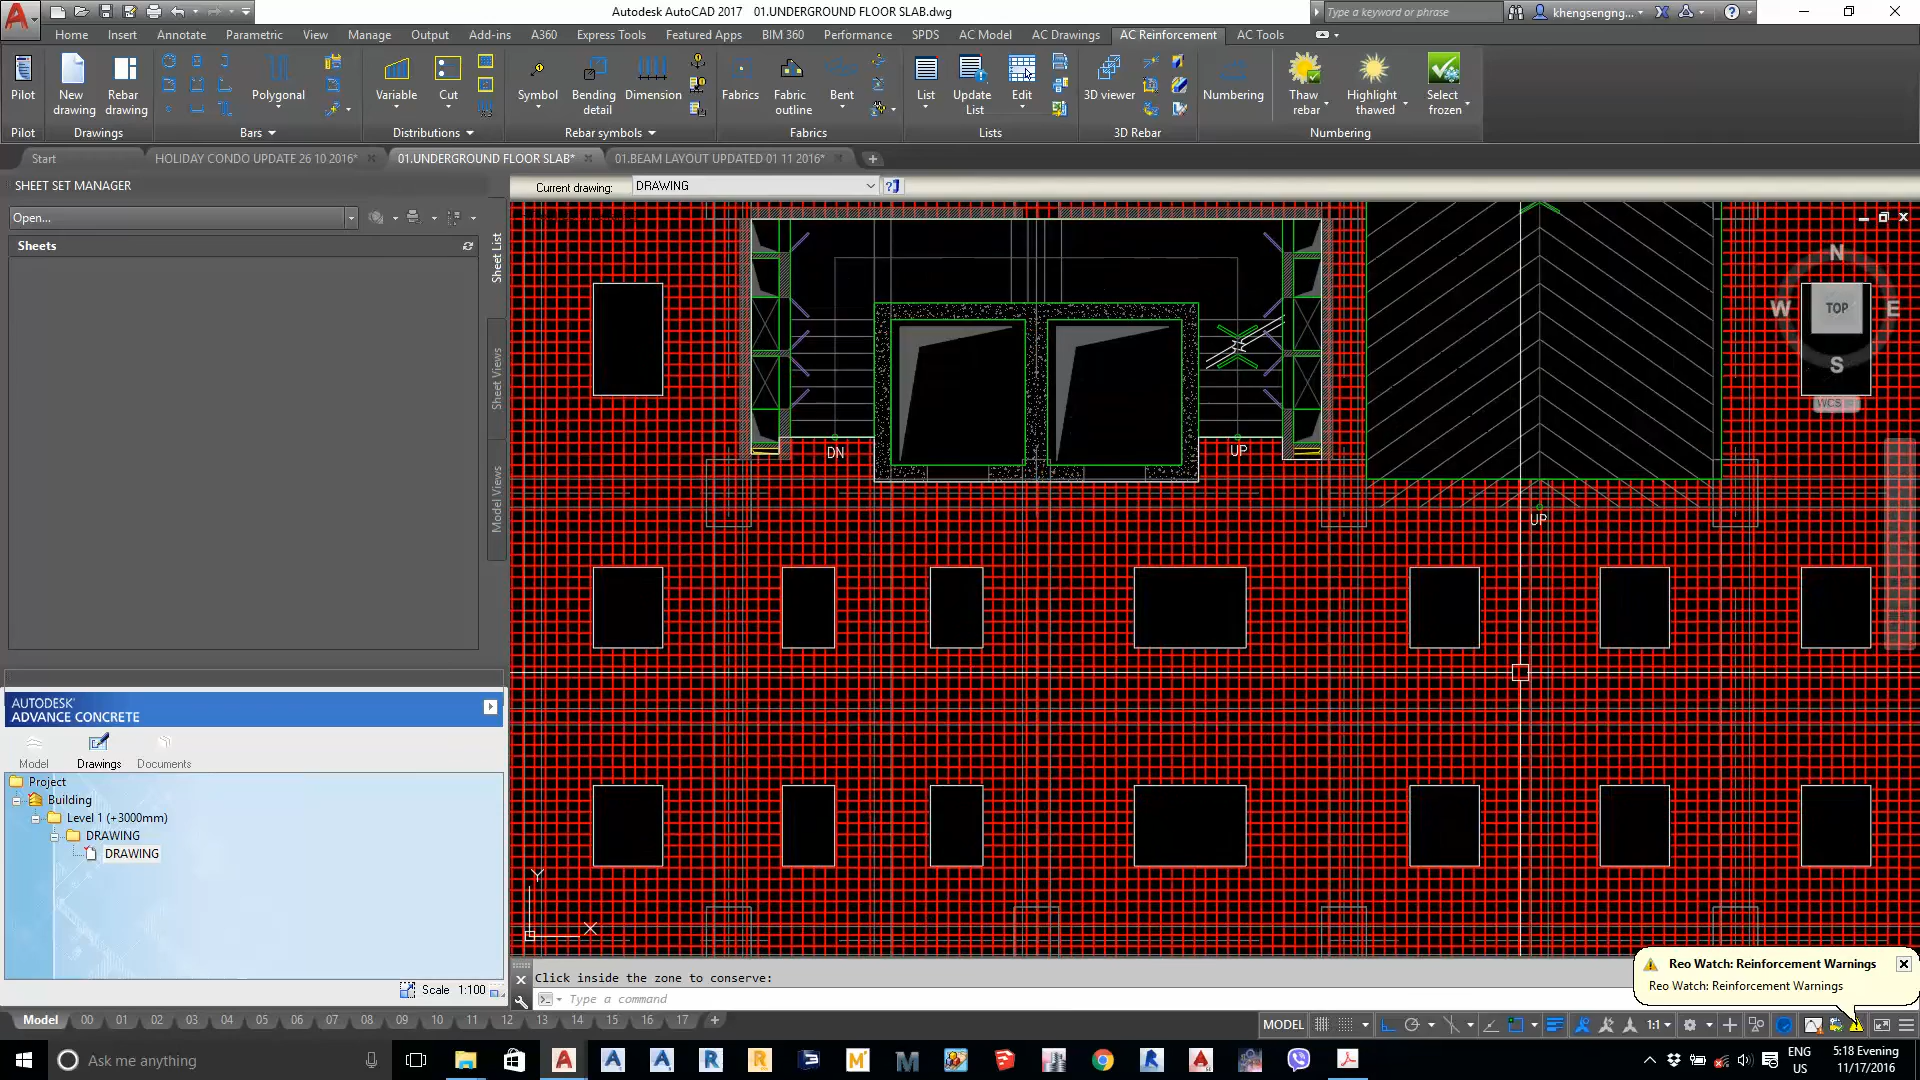 Autodesk AutoCAD 2017 01.UNDERGROUND FLOOR SLAB.dwg
Type a keyword or phrase
khengsengng...
Home Insert Annotate Parametric View Manage Output Add-ins A360 Express Tools Featured Apps BIM 360 Performance SPDS AC Model AC Drawings AC Reinforcement AC Tools
Pilot
New drawing
Rebar drawing
Polygonal
Variable
Cut
Symbol
Bending detail
Dimension
Fabrics
Fabric outline
Bent
List
Update List
Edit
3D viewer
Numbering
Thaw rebar
Highlight thawed
Select frozen
Pilot Drawings Bars Distributions Rebar symbols Fabrics Lists 3D Rebar Numbering
Start HOLIDAY CONDO UPDATE 26 10 2016* 01.UNDERGROUND FLOOR SLAB* 01.BEAM LAYOUT UPDATED 01 11 2016*
SHEET SET MANAGER
Current drawing: DRAWING
Open...
Sheets
Sheet List
Sheet Views
Model Views
N
W TOP E
S
WCS
DN
UP
UP
AUTODESK'
ADVANCE CONCRETE
Model Drawings Documents
Project
Building
Level 1 (+3000mm)
DRAWING
DRAWING
Scale 1:100
Y
X
Click inside the zone to conserve:
Type a command
Reo Watch: Reinforcement Warnings
Reo Watch: Reinforcement Warnings
Model 00 01 02 03 04 05 06 07 08 09 10 11 12 13 14 15 16 17
MODEL 1:1
Ask me anything
ENG
US
5:18 Evening
11/17/2016